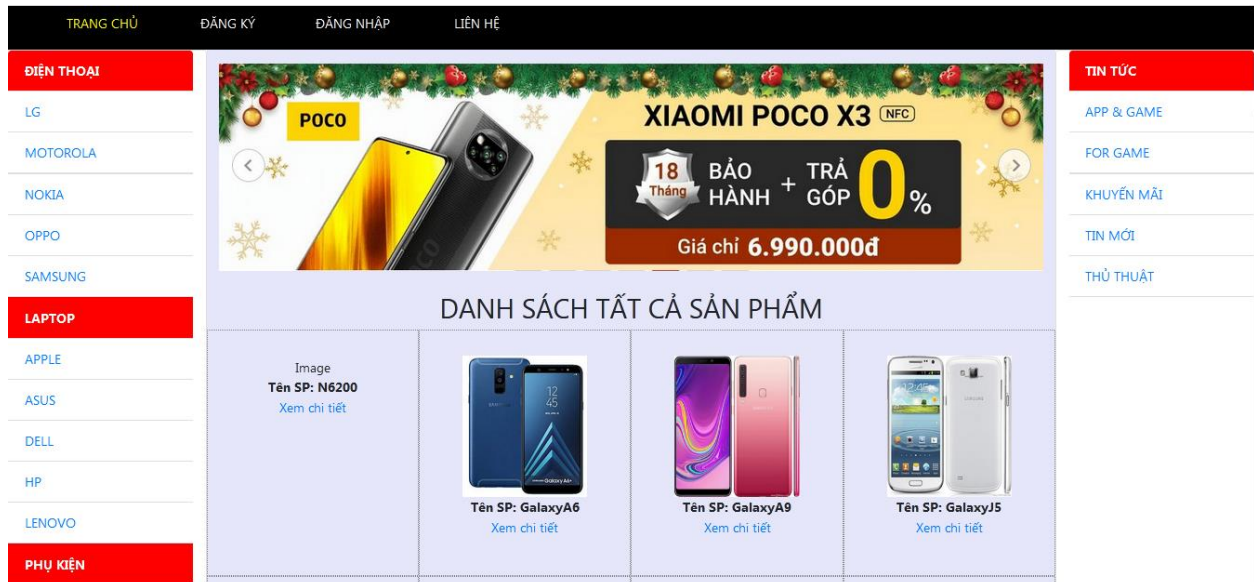 TRANG CHỦ ĐĂNG KÝ ĐĂNG NHẬP LIÊN HỆ
ĐIỆN THOẠI
LG
MOTOROLA
NOKIA
OPPO
SAMSUNG
LAPTOP
APPLE
ASUS
DELL
HP
LENOVO
PHỤ KIỆN
POCO
XIAOMI POCO X3 NFC
18 Tháng
BẢO HÀNH
+
TRẢ GÓP
0%
Giá chỉ 6.990.000đ
DANH SÁCH TẤT CẢ SẢN PHẨM
Image
Tên SP: N6200
Xem chi tiết
Tên SP: GalaxyA6
Xem chi tiết
Tên SP: GalaxyA9
Xem chi tiết
Tên SP: GalaxyJ5
Xem chi tiết
TIN TỨC
APP & GAME
FOR GAME
KHUYẾN MÃI
TIN MỚI
THỦ THUẬT